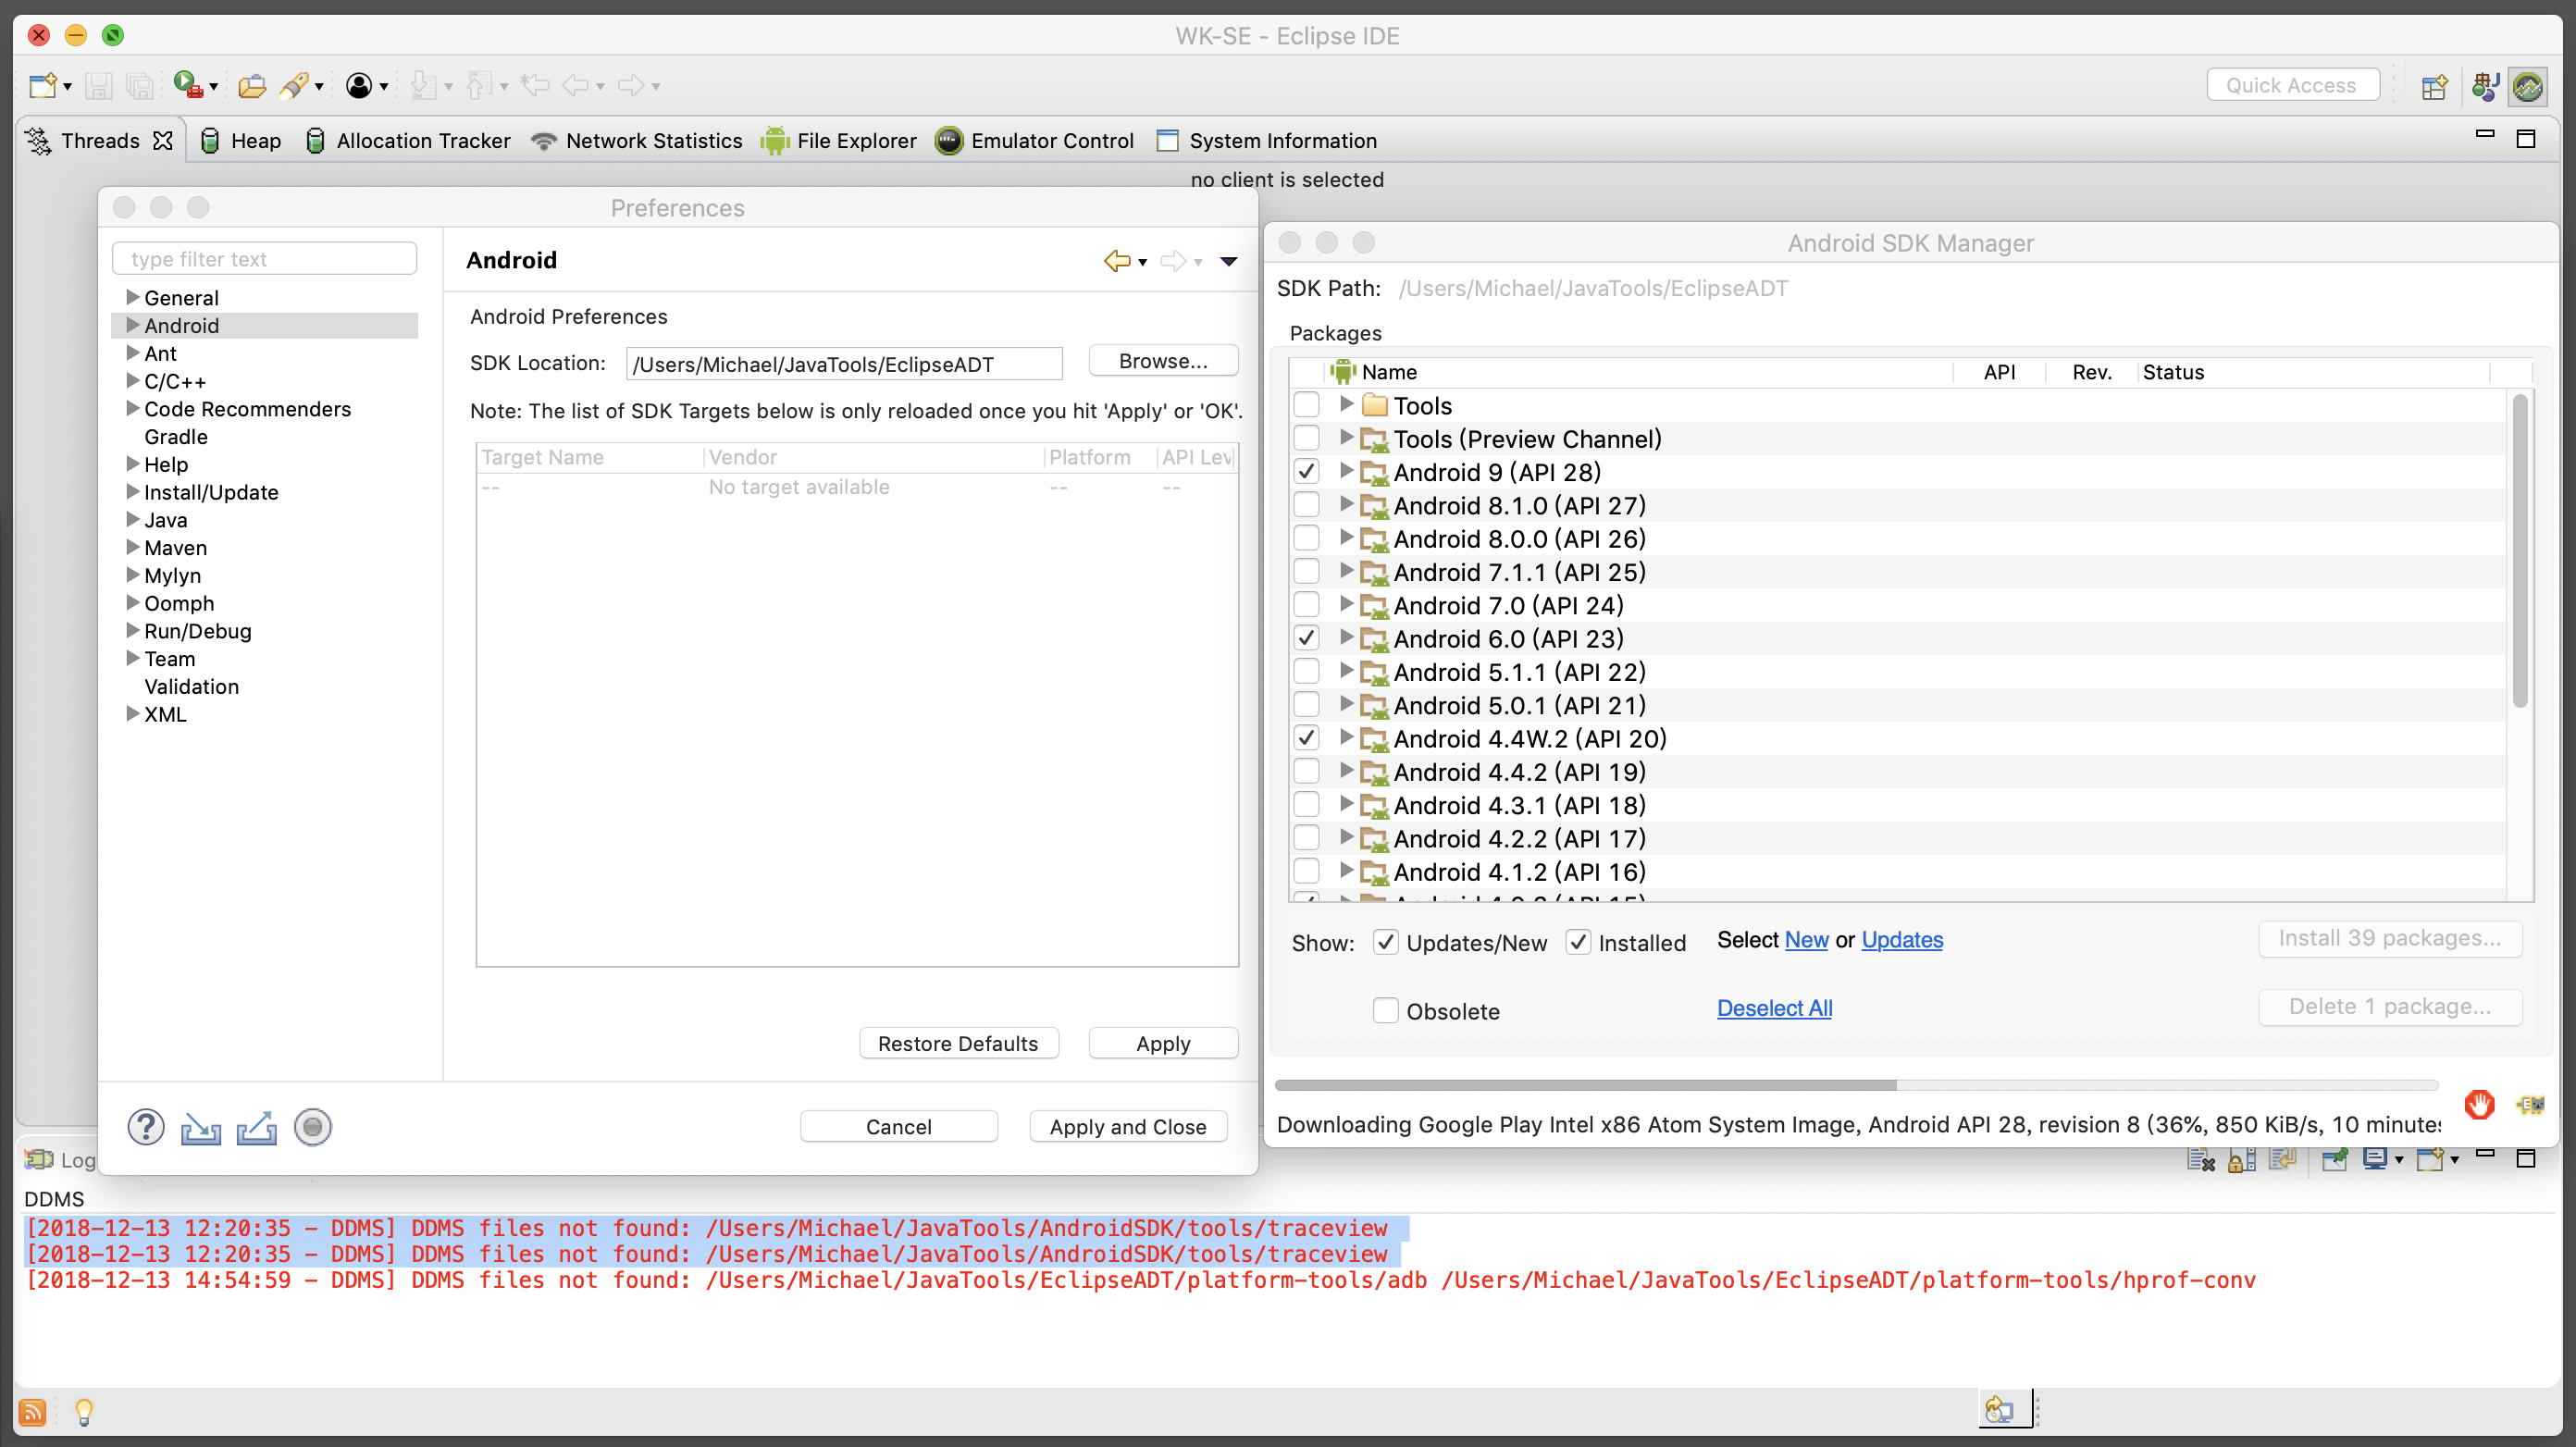 WK-SE - Eclipse IDE
Quick Access
Threads Heap Allocation Tracker Network Statistics File Explorer Emulator Control System Information
no client is selected
Preferences
type filter text
General
Android
Ant
C/C++
Code Recommenders
Gradle
Help
Install/Update
Java
Maven
Mylyn
Oomph
Run/Debug
Team
Validation
XML
Android
Android Preferences
SDK Location: /Users/Michael/JavaTools/EclipseADT Browse...
Note: The list of SDK Targets below is only reloaded once you hit 'Apply' or 'OK'.
Target Name Vendor Platform API Lev
-- No target available -- --
Restore Defaults Apply
Cancel Apply and Close
Android SDK Manager
SDK Path: /Users/Michael/JavaTools/EclipseADT
Packages
Name API Rev. Status
Tools
Tools (Preview Channel)
Android 9 (API 28)
Android 8.1.0 (API 27)
Android 8.0.0 (API 26)
Android 7.1.1 (API 25)
Android 7.0 (API 24)
Android 6.0 (API 23)
Android 5.1.1 (API 22)
Android 5.0.1 (API 21)
Android 4.4W.2 (API 20)
Android 4.4.2 (API 19)
Android 4.3.1 (API 18)
Android 4.2.2 (API 17)
Android 4.1.2 (API 16)
Show: Updates/New Installed Select New or Updates Install 39 packages...
Obsolete Deselect All Delete 1 package...
Downloading Google Play Intel x86 Atom System Image, Android API 28, revision 8 (36%, 850 KiB/s, 10 minutes
Log
DDMS
[2018-12-13 12:20:35 - DDMS] DDMS files not found: /Users/Michael/JavaTools/AndroidSDK/tools/traceview
[2018-12-13 12:20:35 - DDMS] DDMS files not found: /Users/Michael/JavaTools/AndroidSDK/tools/traceview
[2018-12-13 14:54:59 - DDMS] DDMS files not found: /Users/Michael/JavaTools/EclipseADT/platform-tools/adb /Users/Michael/JavaTools/EclipseADT/platform-tools/hprof-conv